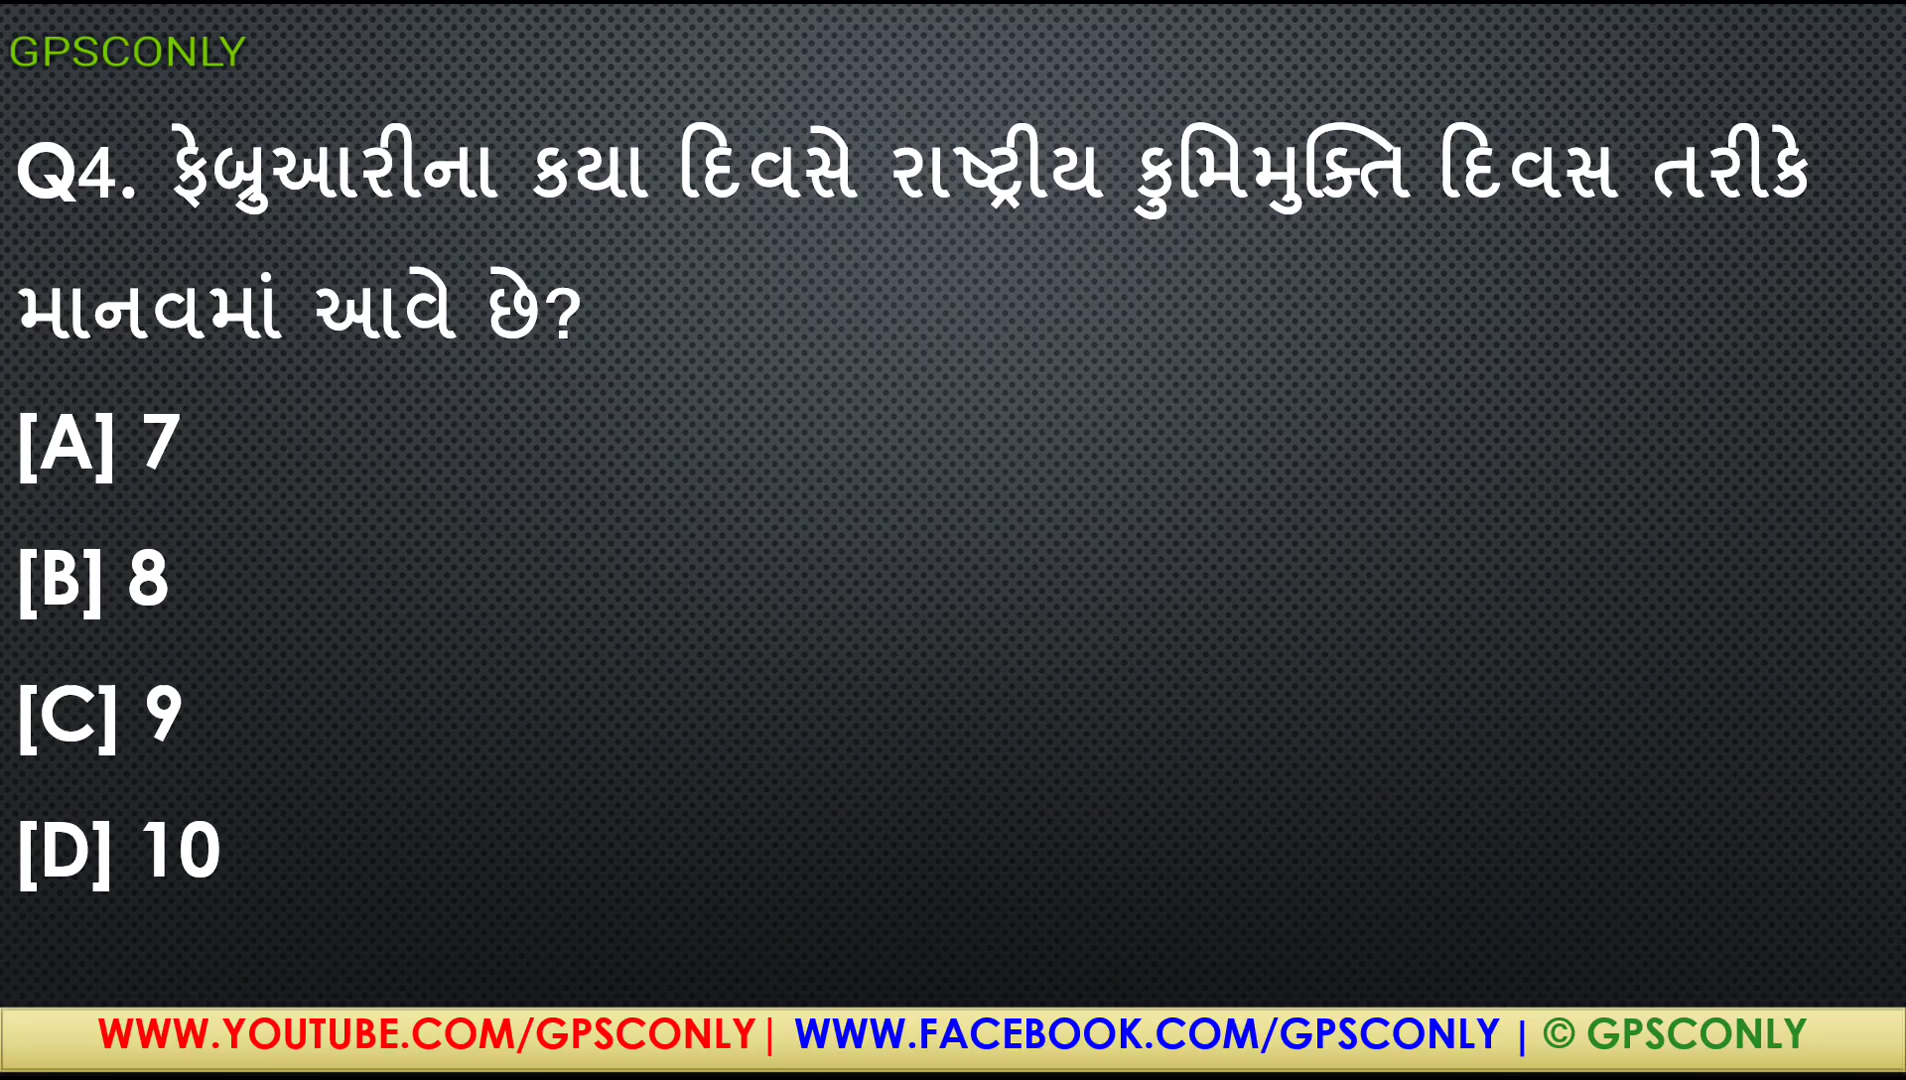 GPSCONLY
Q4. ફેબ્રુઆરીના કયા દિવસે રાષ્ટ્રીય કુમિમુક્તિ દિવસ તરીકે
માનવમાં આવે છે?
[A] 7
[B] 8
[C] 9
[D] 10
WWW.YOUTUBE.COM/GPSCONLY| WWW.FACEBOOK.COM/GPSCONLY | © GPSCONLY